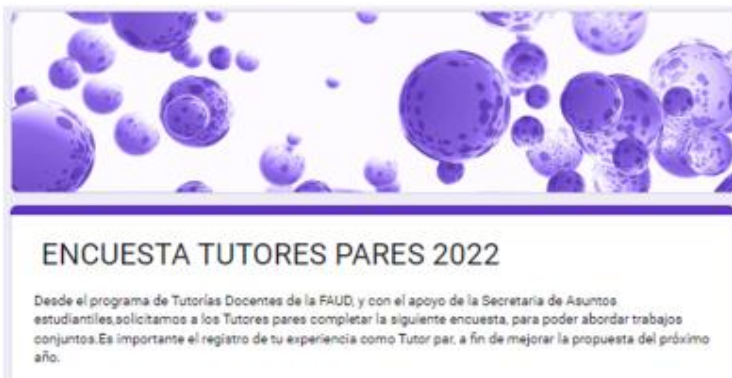 ENCUESTA TUTORES PARES 2022
Desde el programa de Tutorías Docentes de la FAUD, y con el apoyo de la Secretaria de Asuntos
estudiantiles,solicitamos a los Tutores pares completar la siguiente encuesta, para poder abordar trabajos
conjuntos.Es importante el registro de tu experiencia como Tutor par, a fin de mejorar la propuesta del próximo
año.